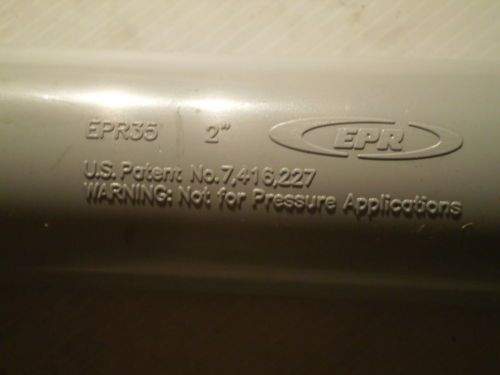 EPR35 2" EPR
U.S. Patent No.7,416,227
WARNING: Not for Pressure Applications